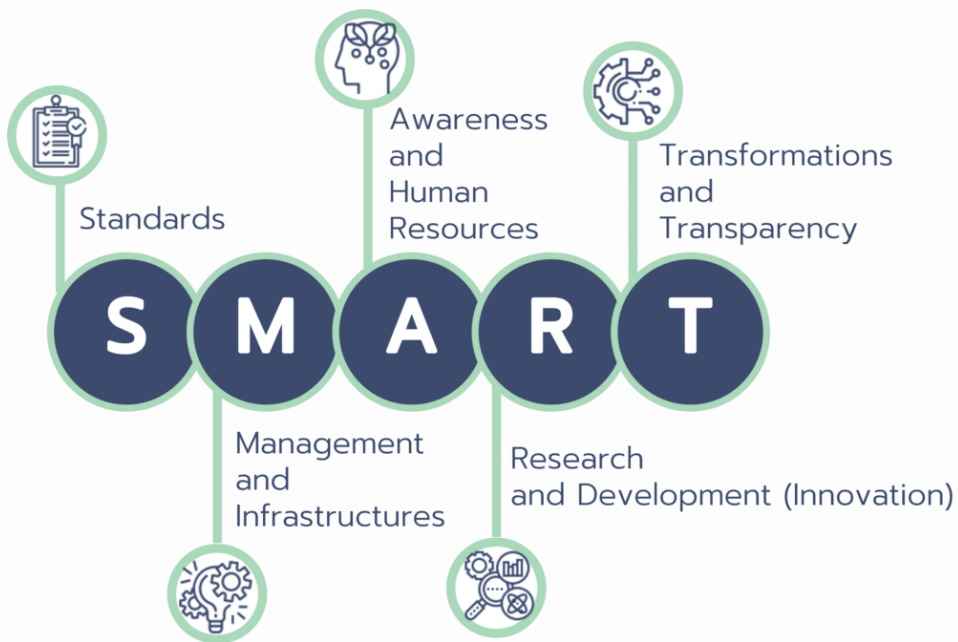 Awareness
and
Human
Resources
Transformations
and
Transparency
Standards
S M A R T
Management
and
Infrastructures
Research
and Development (Innovation)